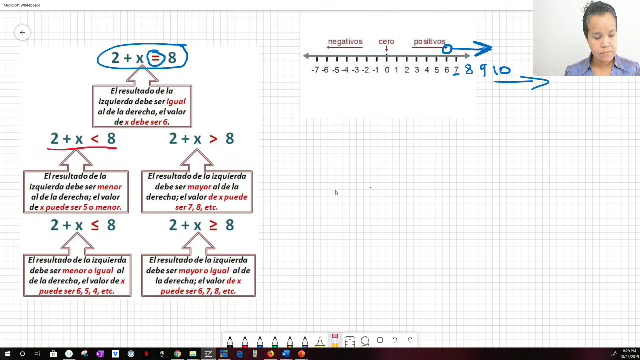 Microsoft Whiteboard
2 + x = 8
El resultado de la
izquierda debe ser igual
al de la derecha, el valor
de x debe ser 6.
2 + x < 8
2 + x > 8
El resultado de la
izquierda debe ser menor
al de la derecha; el valor
de x puede ser 5 o menor.
El resultado de la izquierda
debe ser mayor al de la
derecha; el valor de x puede
ser 7, 8, etc.
2 + x ≤ 8
2 + x ≥ 8
El resultado de la izquierda
debe ser menor o igual al
de la derecha, el valor de x
puede ser 6, 5, 4, etc.
El resultado de la izquierda
debe ser mayor o igual al de
la derecha; el valor de x
puede ser 6, 7, 8, etc.
negativos cero positivos
-7 -6 -5 -4 -3 -2 -1 0 1 2 3 4 5 6 7 8 9 10